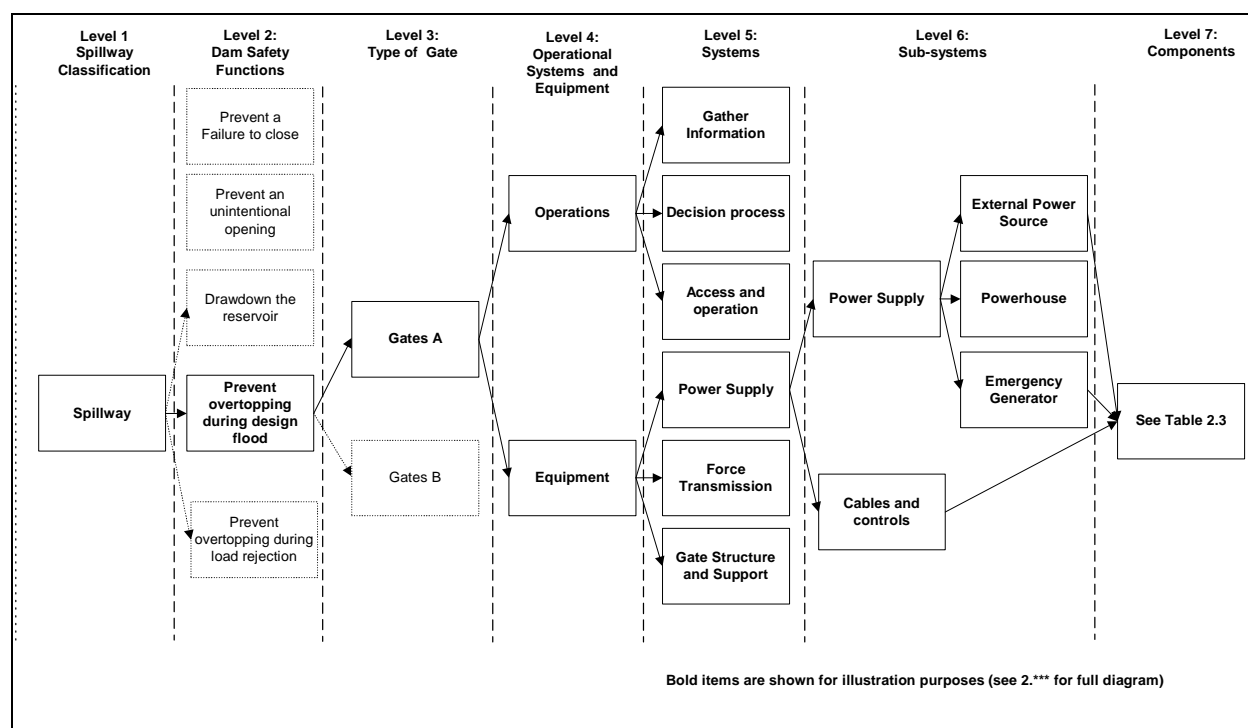 Level 1
Spillway
Classification
Level 2:
Dam Safety
Functions
Level 3:
Type of Gate
Level 4:
Operational
Systems and
Equipment
Level 5:
Systems
Level 6:
Sub-systems
Level 7:
Components
Spillway
Prevent a
Failure to close
Prevent an
unintentional
opening
Drawdown the
reservoir
Prevent
overtopping
during design
flood
Prevent
overtopping during
load rejection
Gates A
Gates B
Operations
Equipment
Gather
Information
Decision process
Access and
operation
Power Supply
Force
Transmission
Gate Structure
and Support
Power Supply
Cables and
controls
External Power
Source
Powerhouse
Emergency
Generator
See Table 2.3
Bold items are shown for illustration purposes (see 2.*** for full diagram)